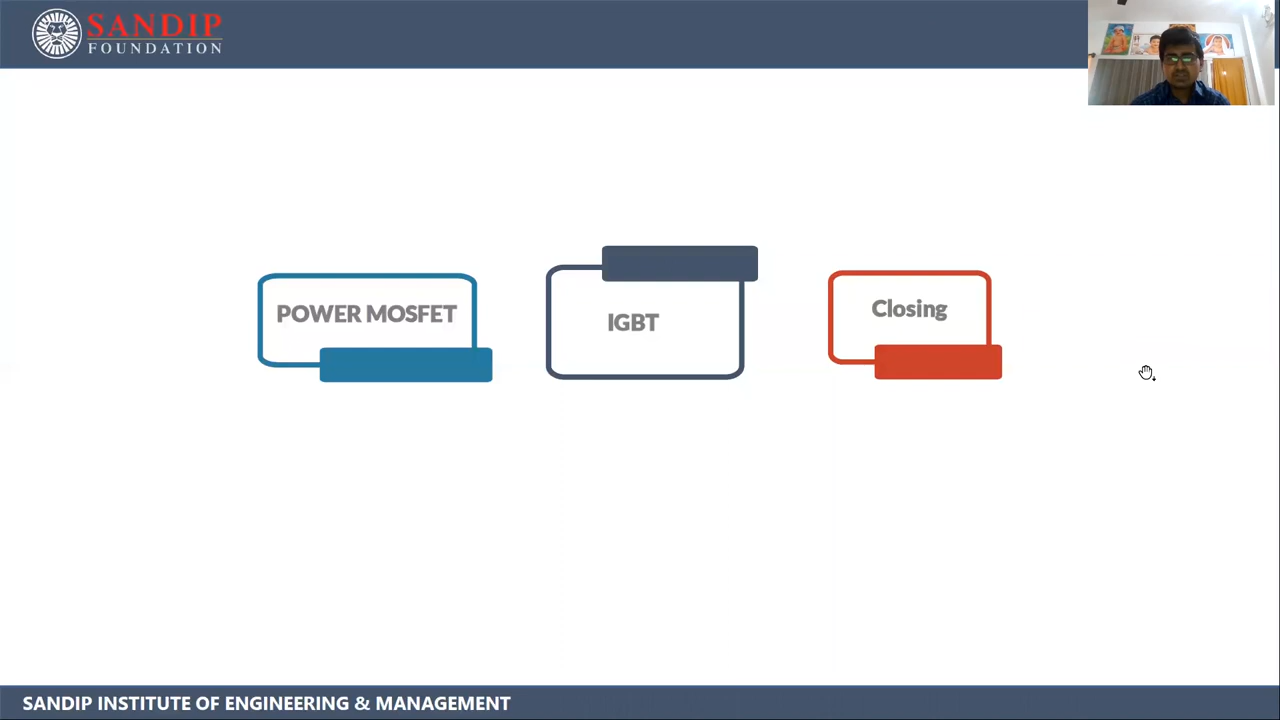 SANDIP
FOUNDATION
POWER MOSFET
IGBT
Closing
SANDIP INSTITUTE OF ENGINEERING & MANAGEMENT